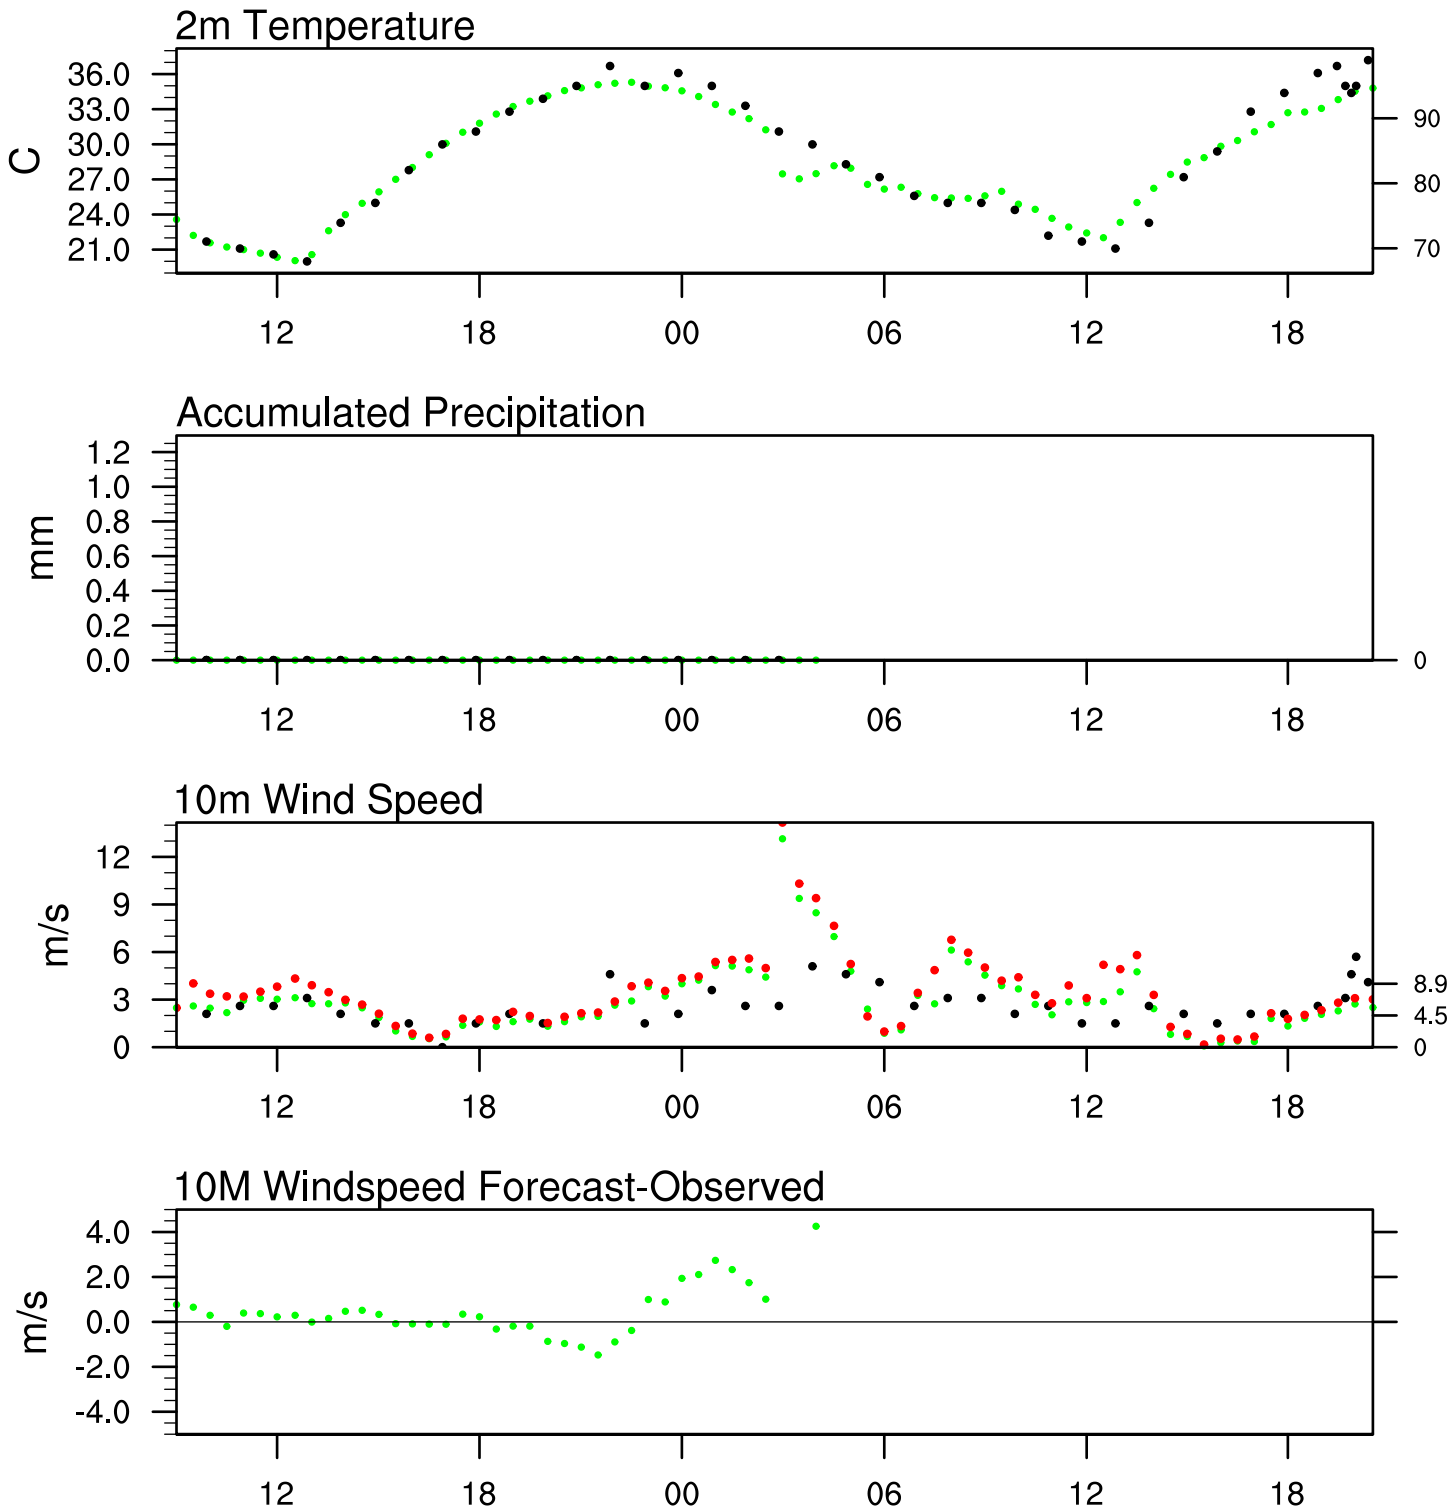 2m Temperature
C
36.0
33.0
30.0
27.0
24.0
21.0
90
80
70
12 18 00 06 12 18
Accumulated Precipitation
mm
1.2
1.0
0.8
0.6
0.4
0.2
0.0
0
12 18 00 06 12 18
10m Wind Speed
m/s
12
9
6
3
0
8.9
4.5
0
12 18 00 06 12 18
10M Windspeed Forecast-Observed
m/s
4.0
2.0
0.0
-2.0
-4.0
12 18 00 06 12 18